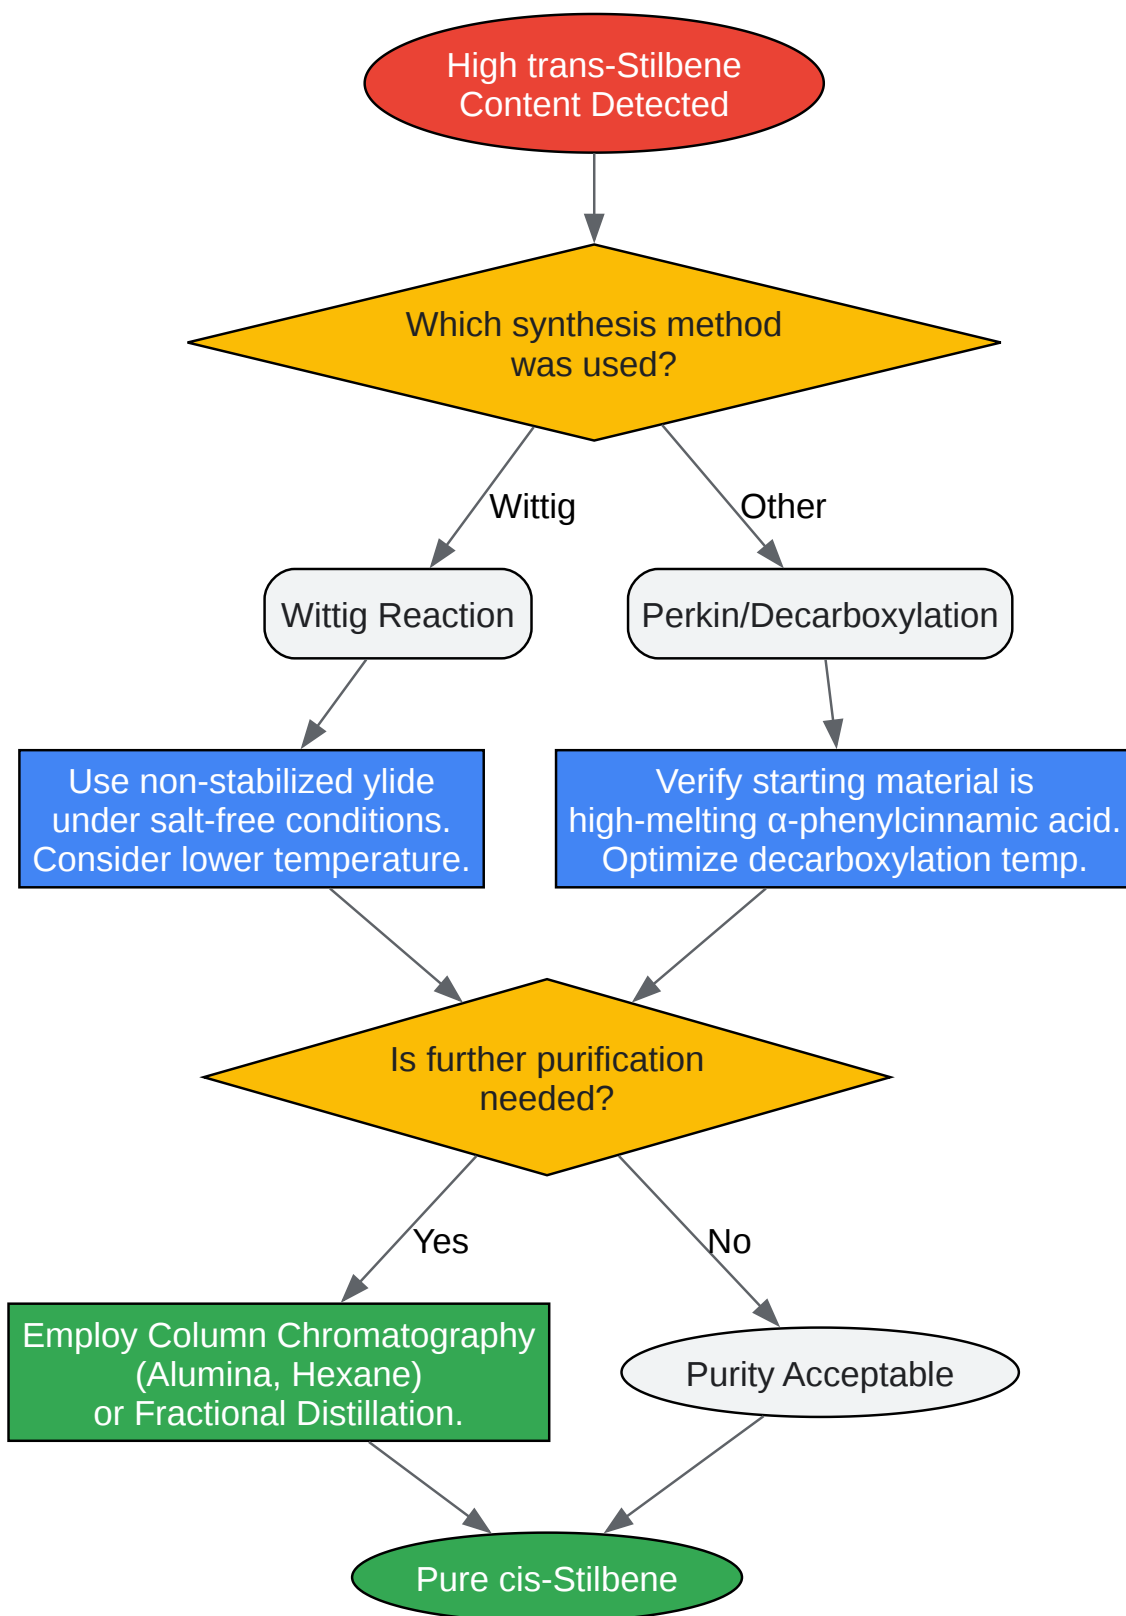 High trans-Stilbene
Content Detected
Which synthesis method
was used?
Wittig
Other
Wittig Reaction
Perkin/Decarboxylation
Use non-stabilized ylide
under salt-free conditions.
Consider lower temperature.
Verify starting material is
high-melting α-phenylcinnamic acid.
Optimize decarboxylation temp.
Is further purification
needed?
Yes
No
Employ Column Chromatography
(Alumina, Hexane)
or Fractional Distillation.
Purity Acceptable
Pure cis-Stilbene